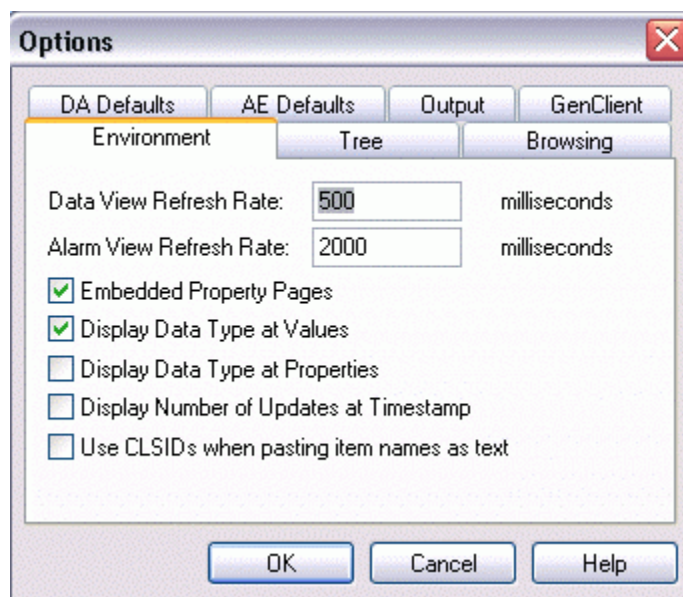 Options
DA Defaults AE Defaults Output GenClient
Environment Tree Browsing
Data View Refresh Rate: 500 milliseconds
Alarm View Refresh Rate: 2000 milliseconds
Embedded Property Pages
Display Data Type at Values
Display Data Type at Properties
Display Number of Updates at Timestamp
Use CLSIDs when pasting item names as text
OK Cancel Help